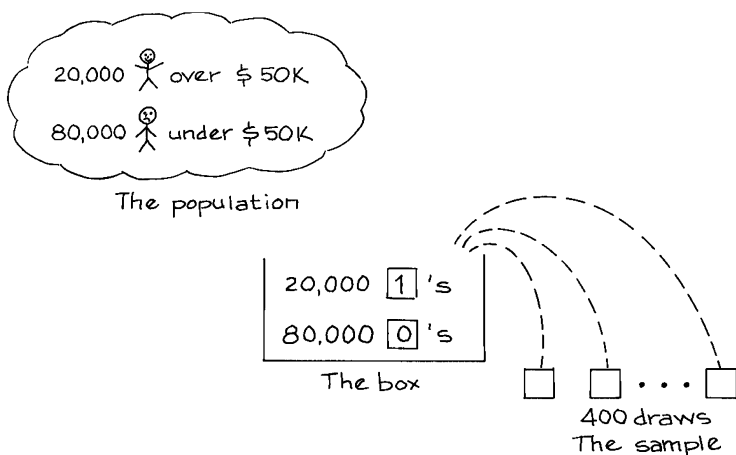 20,000 over $50K
80,000 under $50K
The population
20,000 1 's
80,000 0 's
The box
400 draws
The sample